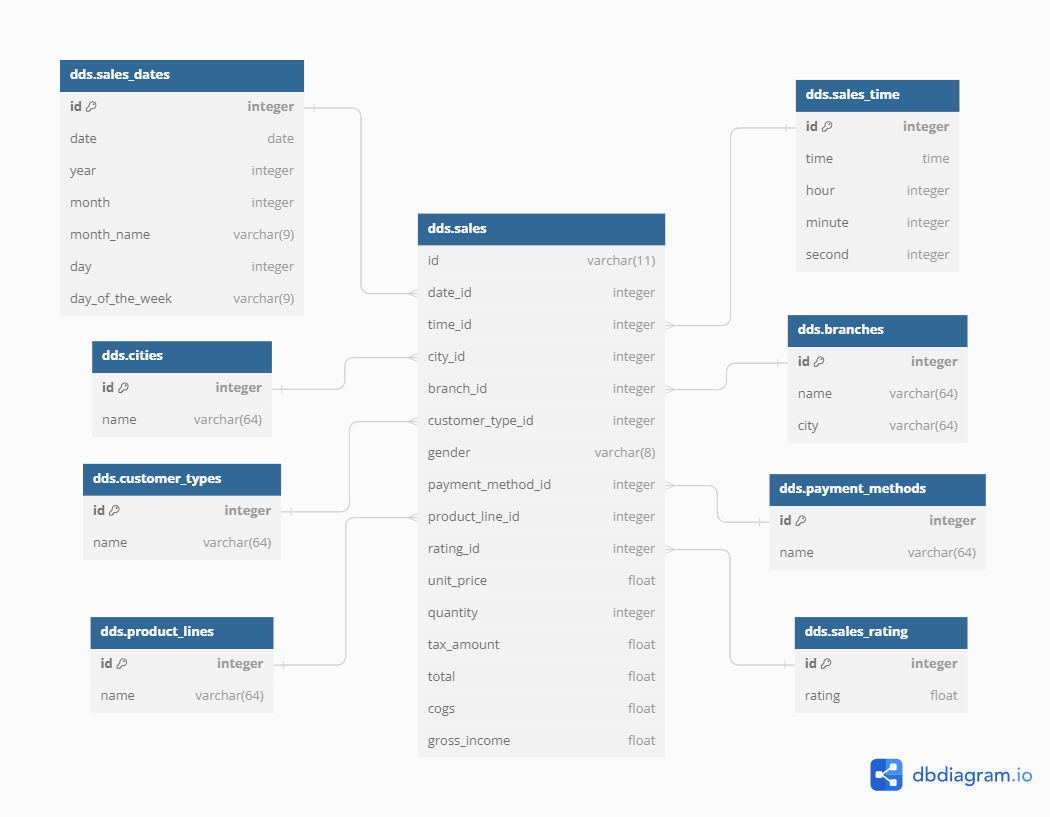 dds.sales_dates
id integer
date date
year integer
month integer
month_name varchar(9)
day integer
day_of_the_week varchar(9)
dds.cities
id integer
name varchar(64)
dds.customer_types
id integer
name varchar(64)
dds.product_lines
id integer
name varchar(64)
dds.sales
id varchar(11)
date_id integer
time_id integer
city_id integer
branch_id integer
customer_type_id integer
gender varchar(8)
payment_method_id integer
product_line_id integer
rating_id integer
unit_price float
quantity integer
tax_amount float
total float
cogs float
gross_income float
dds.sales_time
id integer
time time
hour integer
minute integer
second integer
dds.branches
id integer
name varchar(64)
city varchar(64)
dds.payment_methods
id integer
name varchar(64)
dds.sales_rating
id integer
rating float
dbdiagram.io